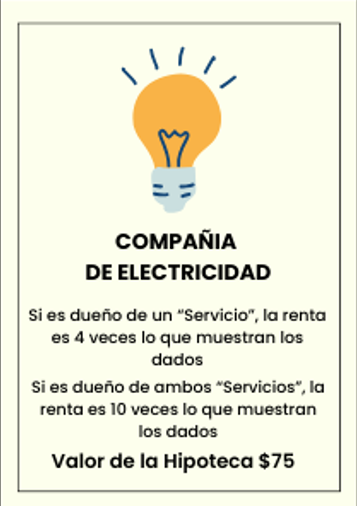 COMPAÑIA
DE ELECTRICIDAD
Si es dueño de un “Servicio”, la renta
es 4 veces lo que muestran los
dados
Si es dueño de ambos “Servicios”, la
renta es 10 veces lo que muestran
los dados
Valor de la Hipoteca $75